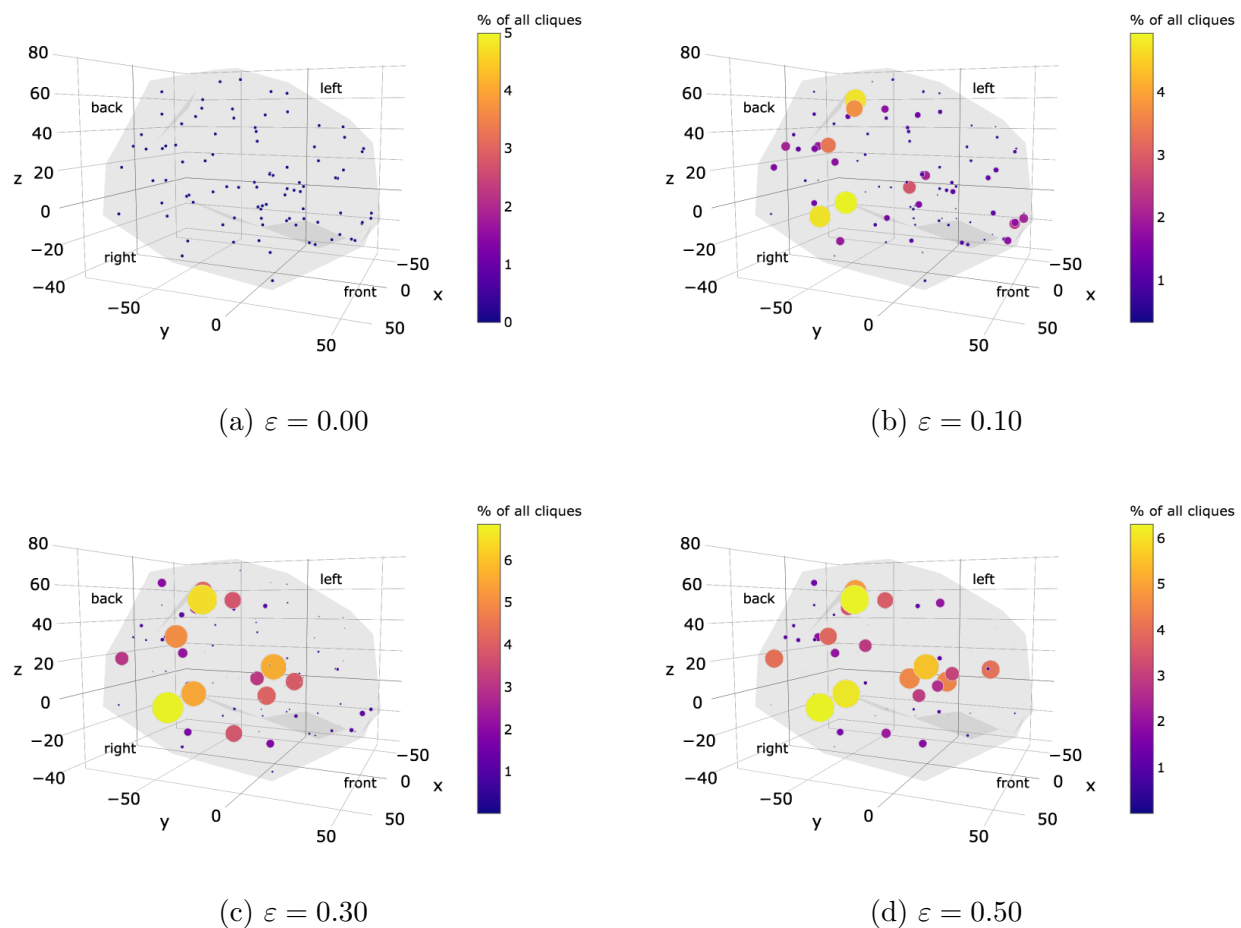 % of all cliques
5
4
3
2
1
0
80
60
40
20
0
−20
−40
z
back
left
right
front
−50
0
50
y
−50
0
50
x
(a) ε = 0.00
% of all cliques
4
3
2
1
80
60
40
20
0
−20
−40
z
back
left
right
front
−50
0
50
y
−50
0
50
x
(b) ε = 0.10
% of all cliques
6
5
4
3
2
1
80
60
40
20
0
−20
−40
z
back
left
right
front
−50
0
50
y
−50
0
50
x
(c) ε = 0.30
% of all cliques
6
5
4
3
2
1
80
60
40
20
0
−20
−40
z
back
left
right
front
−50
0
50
y
−50
0
50
x
(d) ε = 0.50